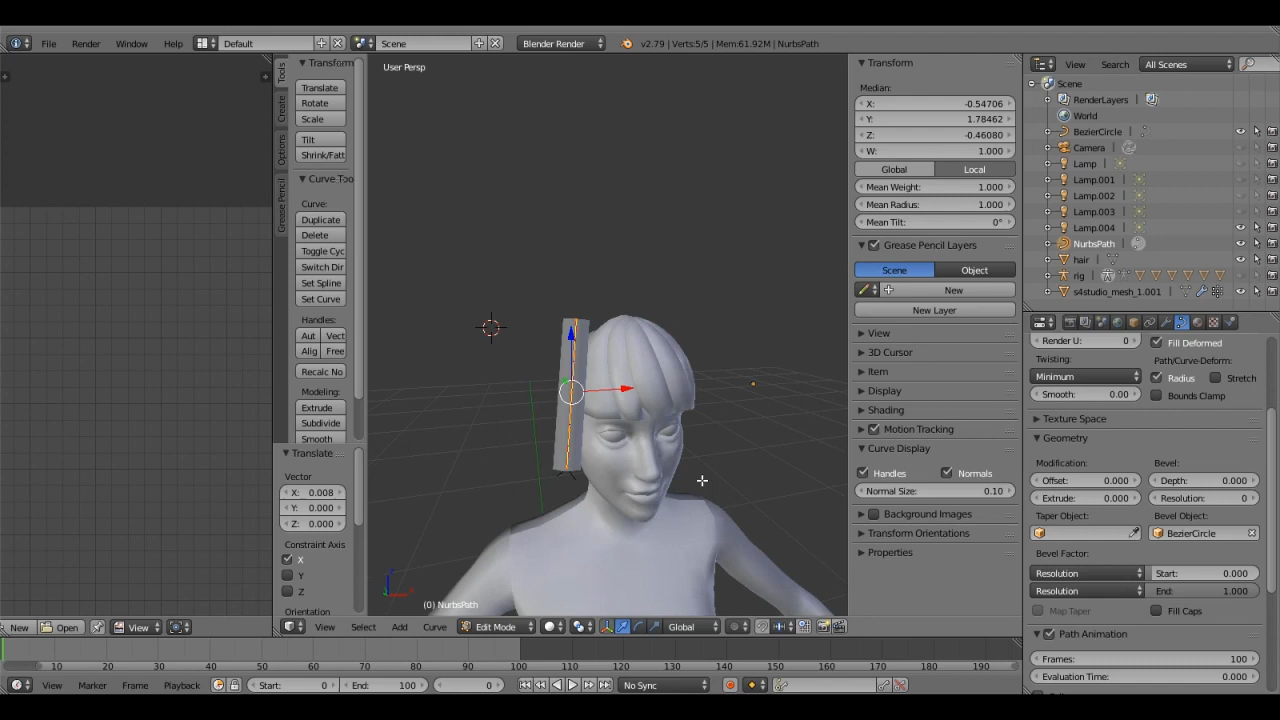 File Render Window Help Default Scene Blender Render v2.79 | Verts:5/5 | Mem:61.92M | NurbsPath
User Persp
(0) NurbsPath
Tools
Create
Options
Grease Pencil
Transform
Translate
Rotate
Scale
Tilt
Shrink/Fatt
Curve Too
Curve:
Duplicate
Delete
Toggle Cyc
Switch Dir
Set Spline
Set Curve
Handles:
Aut Vect
Alig Free
Recalc No
Modeling:
Extrude
Subdivide
Smooth
Translate
Vector
X: 0.008
Y: 0.000
Z: 0.000
Constraint Axis
X
Y
Z
Orientation
Transform
Median:
X: -0.54706
Y: 1.78462
Z: -0.46080
W: 1.000
Global Local
Mean Weight: 1.000
Mean Radius: 1.000
Mean Tilt: 0°
Grease Pencil Layers
Scene Object
New
New Layer
View
3D Cursor
Item
Display
Shading
Motion Tracking
Curve Display
Handles Normals
Normal Size: 0.10
Background Images
Transform Orientations
Properties
View Search All Scenes
Scene
RenderLayers
World
BezierCircle
Camera
Lamp
Lamp.001
Lamp.002
Lamp.003
Lamp.004
NurbsPath
hair
rig
s4studio_mesh_1.001
Render U: 0 Fill Deformed
Twisting: Path/Curve-Deform:
Minimum Radius Stretch
Smooth: 0.00 Bounds Clamp
Texture Space
Geometry
Modification: Bevel:
Offset: 0.000 Depth: 0.000
Extrude: 0.000 Resolution: 0
Taper Object: Bevel Object:
BezierCircle
Bevel Factor:
Resolution Start: 0.000
Resolution End: 1.000
Map Taper Fill Caps
Path Animation
Frames: 100
Evaluation Time: 0.000
New Open View
View Select Add Curve Edit Mode Global
10 20 30 40 50 60 70 80 90 100 110 120 130 140 150 160 170 180 190
View Marker Frame Playback Start: 0 End: 100 0 No Sync